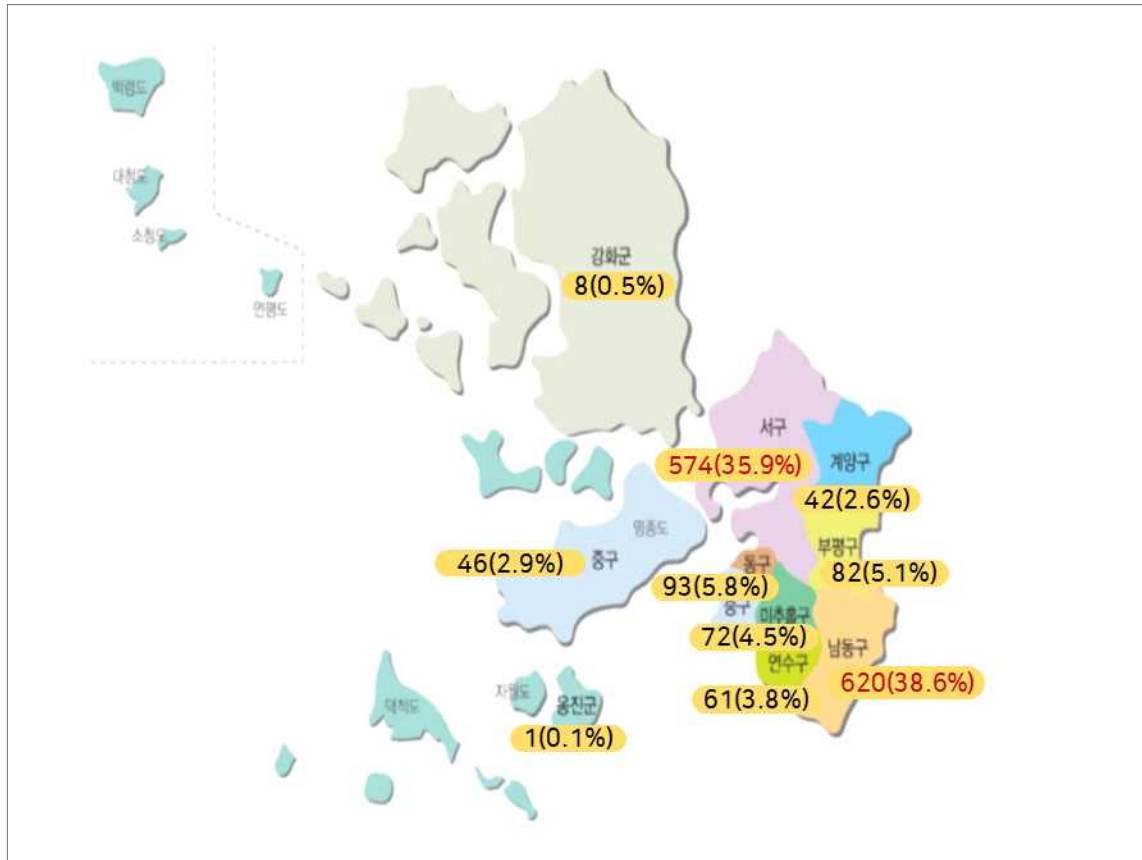 백령도
대청도
소청도
연평도
강화군
8(0.5%)
서구
574(35.9%)
계양구
42(2.6%)
영종도
중구
46(2.9%)
부평구
82(5.1%)
동구
93(5.8%)
중구
미추홀구
72(4.5%)
남동구
620(38.6%)
연수구
61(3.8%)
자월도
옹진군
1(0.1%)
덕적도